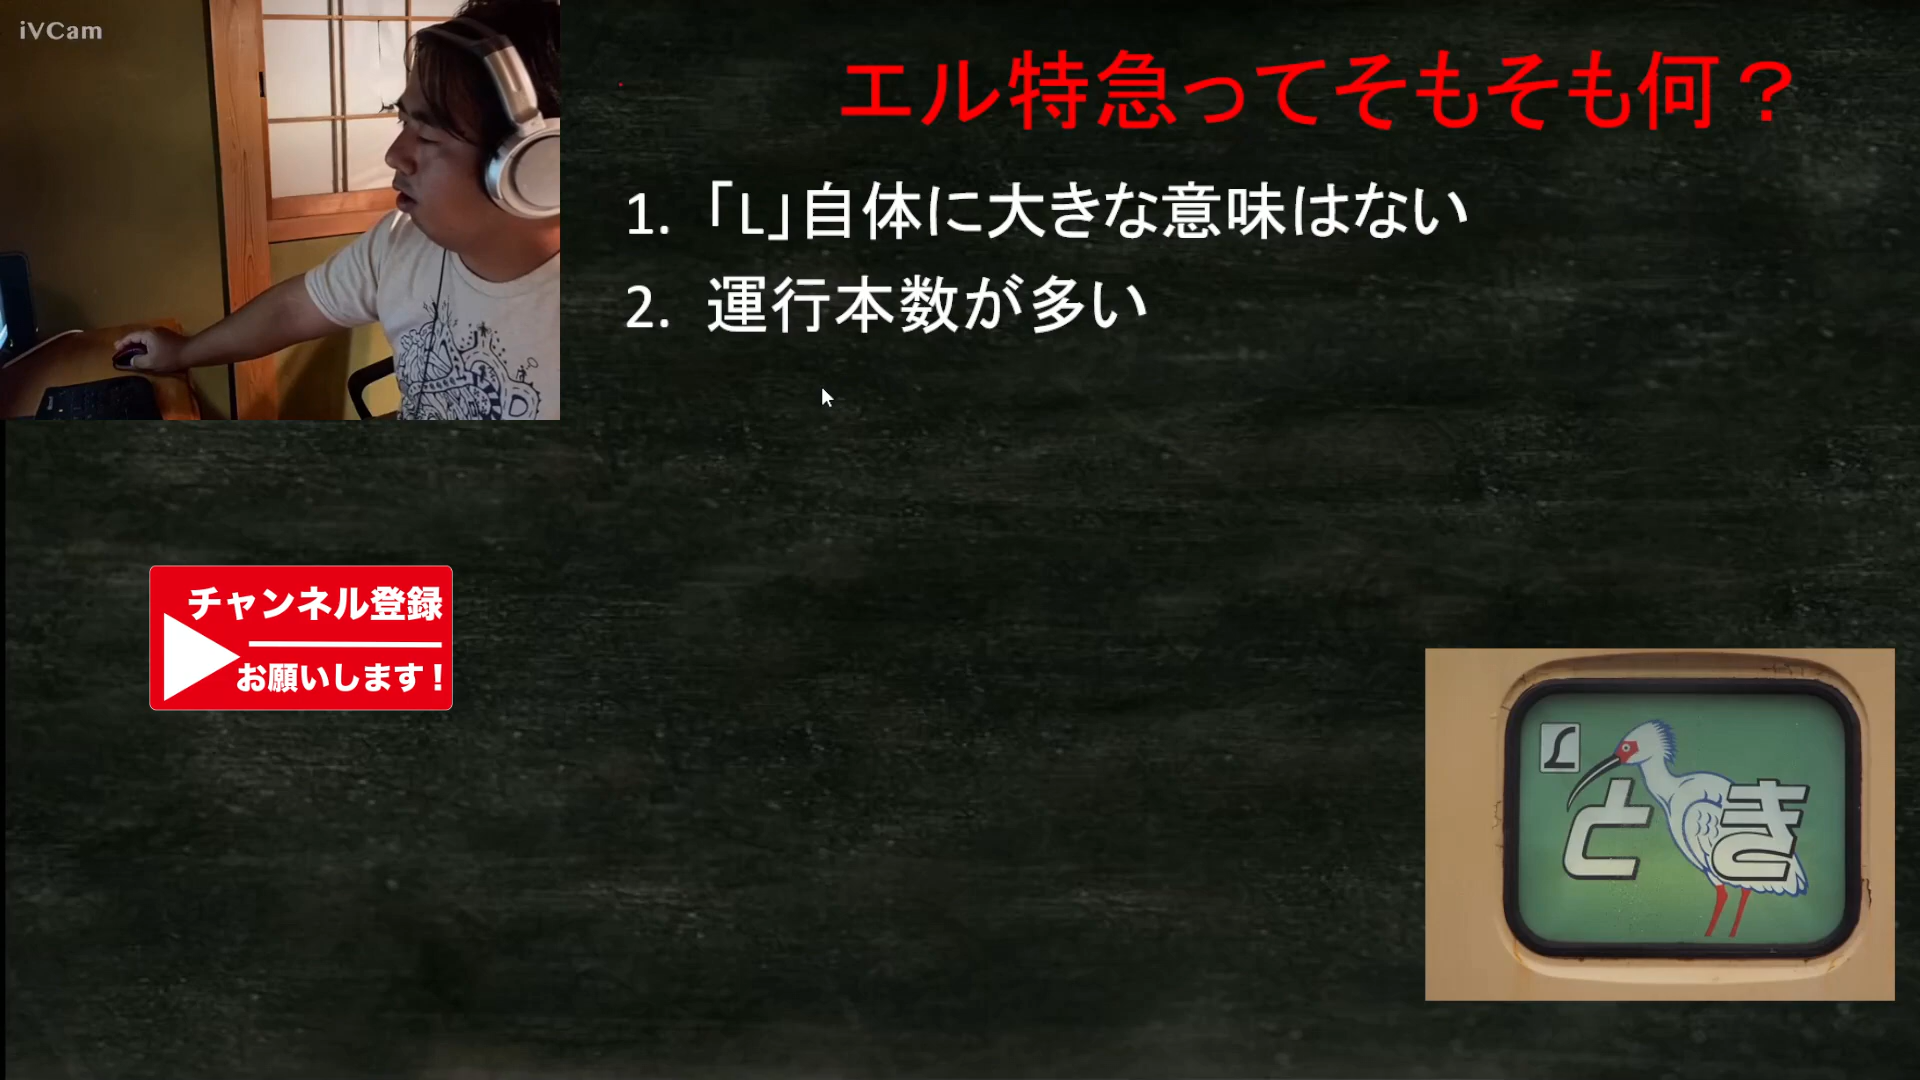 iVCam
エル特急ってそもそも何？
1. 「L」自体に大きな意味はない
2. 運行本数が多い
チャンネル登録
お願いします！
L
とき